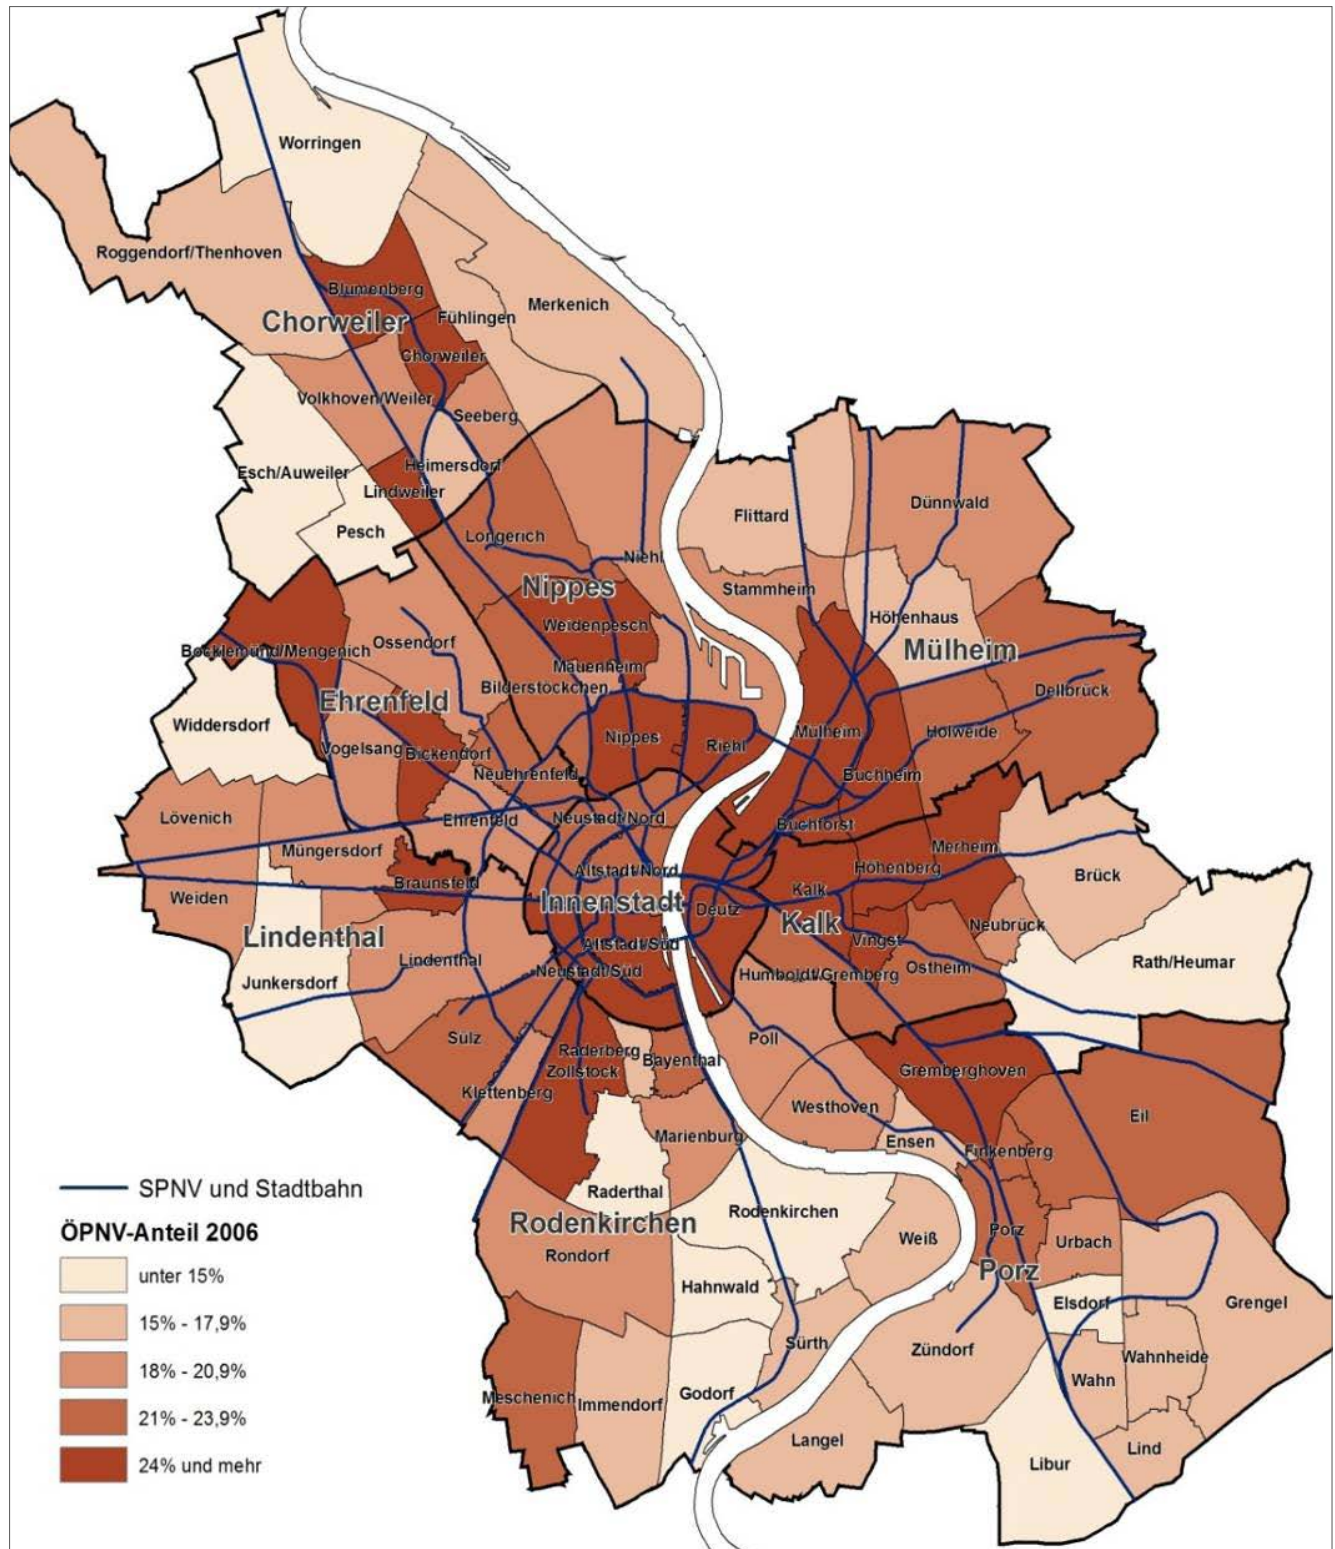 Worringen
Roggendorf/Thenhoven
Blumenberg
Merkenich
Fühlingen
Chorweiler
Chorweiler
Volkhoven/Weiler
Seeberg
Heimersdorf
Esch/Auweiler
Lindweiler
Pesch
Longerich
Flittard
Dünnwald
Niehl
Nippes
Stammheim
Höhenhaus
Weidenpesch
Ossendorf
Bocklemünd/Mengenich
Mülheim
Mauenheim
Bilderstöckchen
Dellbrück
Ehrenfeld
Widdersdorf
Mülheim
Holweide
Nippes
Riehl
Vogelsang
Bickendorf
Neuehrenfeld
Buchheim
Lövenich
Ehrenfeld
Neustadt/Nord
Buchforst
Müngersdorf
Merheim
Altstadt/Nord
Höhenberg
Brück
Braunsfeld
Kalk
Weiden
Innenstadt
Deutz
Kalk
Neubrück
Lindenthal
Altstadt/Süd
Vingst
Lindenthal
Rath/Heumar
Neustadt/Süd
Humboldt/Gremberg
Ostheim
Junkersdorf
Sülz
Poll
Raderberg
Bayenthal
Zollstock
Gremberghoven
Klettenberg
Westhoven
Eil
Marienburg
Ensen
Finkenberg
Raderthal
Rodenkirchen
Rodenkirchen
Weiß
Porz
Urbach
Rondorf
Porz
Hahnwald
Elsdorf
Grengel
Sürth
Zündorf
Wahnheide
Wahn
Meschenich
Immendorf
Godorf
Langel
Lind
Libur
SPNV und Stadtbahn
ÖPNV-Anteil 2006
unter 15%
15% - 17,9%
18% - 20,9%
21% - 23,9%
24% und mehr